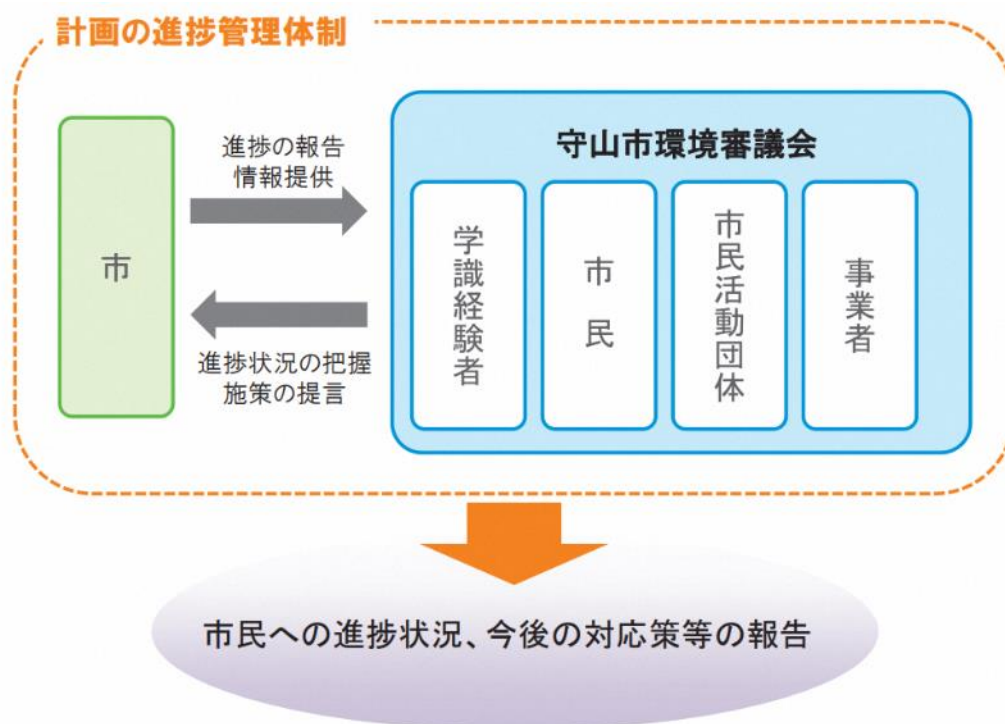 計画の進捗管理体制
市
進捗の報告
情報提供
進捗状況の把握
施策の提言
守山市環境審議会
学識経験者
市民
市民活動団体
事業者
市民への進捗状況、今後の対応策等の報告